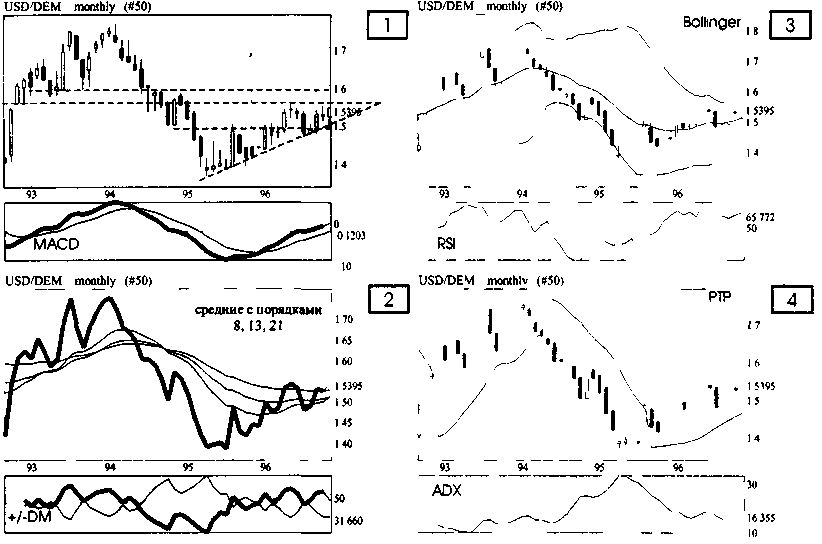 USD/DEM monthly (#50)
1
1 7
1 6
1 5395
1 5
1 4
93 94 95 96
MACD
0
0 1203
10
USD/DEM monthly (#50)
2
средние с порядками
8, 13, 21
1 70
1 65
1 60
1 5395
1 50
1 45
1 40
93 94 95 96
+/-DM
50
31 660
USD/DEM monthly (#50)
Bollinger
3
1 8
1 7
1 6
1 5395
1 5
1 4
93 94 95 96
RSI
65 772
50
USD/DEM monthly (#50)
PTP
4
1 7
1 6
1 5395
1 5
1 4
93 94 95 96
ADX
30
16 355
10